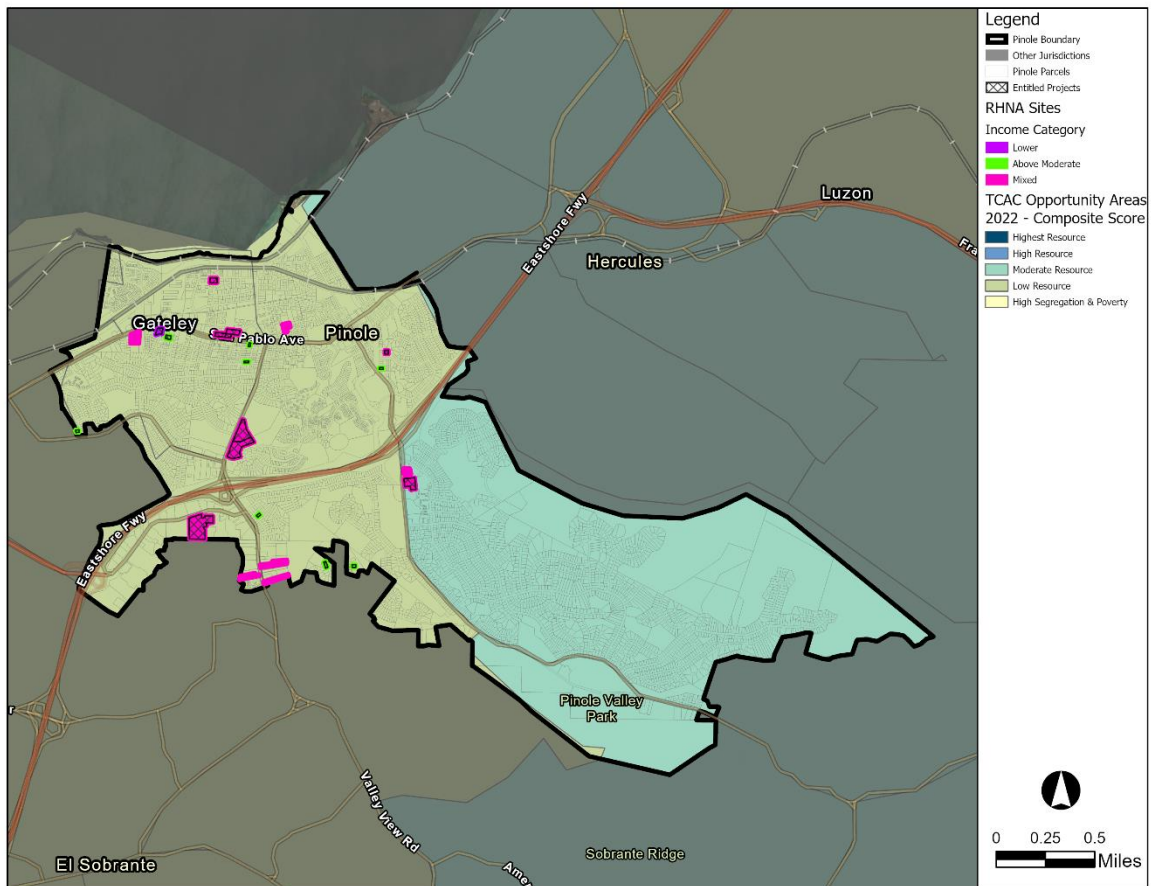 Legend
Pinole Boundary
Other Jurisdictions
Pinole Parcels
Entitled Projects
RHNA Sites
Income Category
Lower
Above Moderate
Mixed
TCAC Opportunity Areas
2022 - Composite Score
Highest Resource
High Resource
Moderate Resource
Low Resource
High Segregation & Poverty
Luzon
Eastshore Fwy
Fra
Hercules
Gateley
Pablo Ave
Pinole
Eastshore Fwy
Pinole Valley
Park
r
Valley View Rd
El Sobrante
Sobrante Ridge
Ame
0 0.25 0.5
Miles